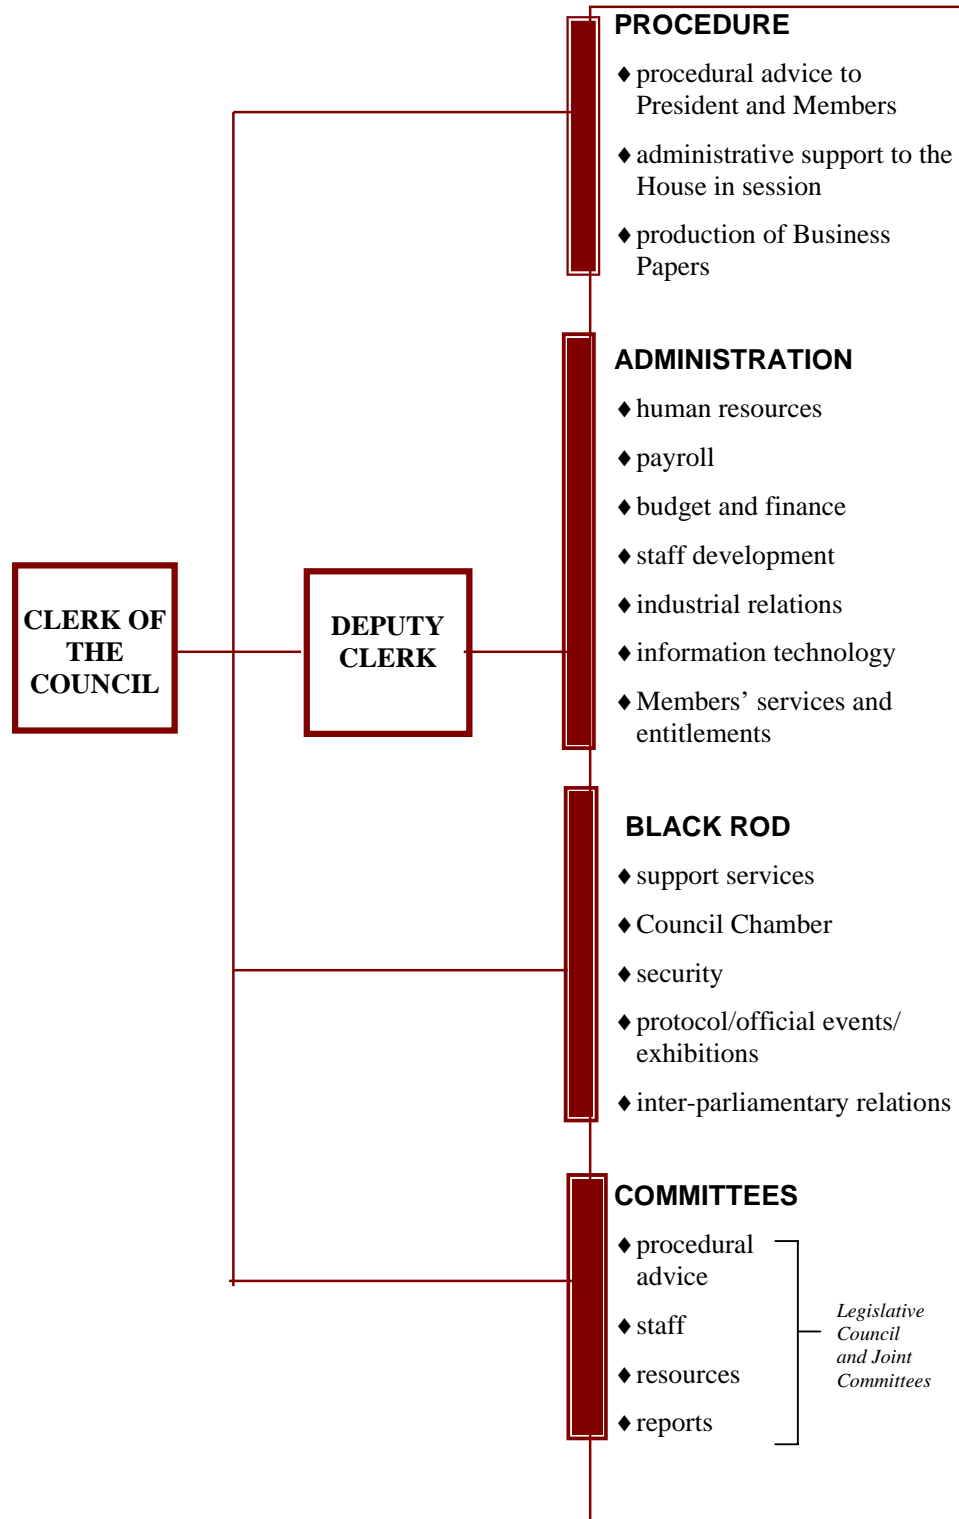 PROCEDURE
♦ procedural advice to
President and Members
♦ administrative support to the
House in session
♦ production of Business
Papers
ADMINISTRATION
♦ human resources
♦ payroll
♦ budget and finance
♦ staff development
♦ industrial relations
♦ information technology
♦ Members’ services and
entitlements
CLERK OF
THE
COUNCIL
DEPUTY
CLERK
BLACK ROD
♦ support services
♦ Council Chamber
♦ security
♦ protocol/official events/
exhibitions
♦ inter-parliamentary relations
COMMITTEES
♦ procedural
advice
♦ staff
♦ resources
♦ reports
Legislative
Council
and Joint
Committees